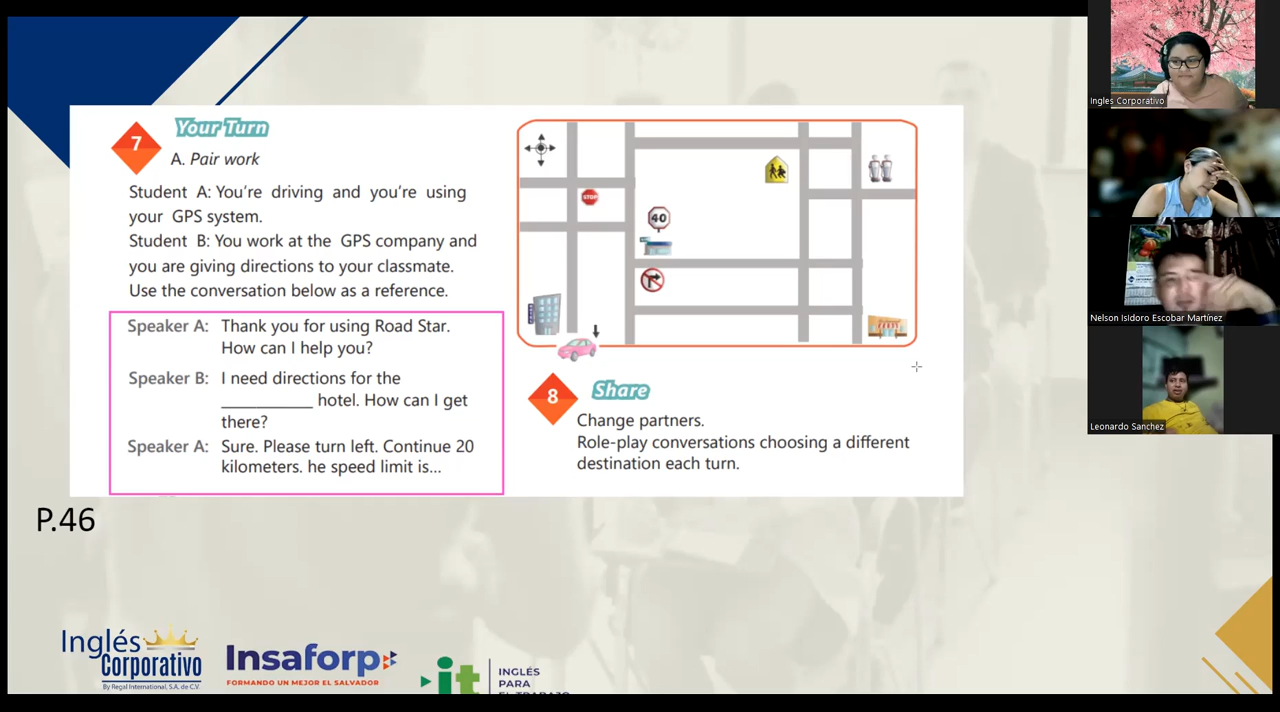 7
Your Turn
A. Pair work
Student A: You're driving and you're using
your GPS system.
Student B: You work at the GPS company and
you are giving directions to your classmate.
Use the conversation below as a reference.
Speaker A: Thank you for using Road Star.
How can I help you?
Speaker B: I need directions for the
___________ hotel. How can I get
there?
Speaker A: Sure. Please turn left. Continue 20
kilometers. he speed limit is...
STOP
40
8
Share
Change partners.
Role-play conversations choosing a different
destination each turn.
P.46
Inglés
Corporativo
By Regal International, S.A. de C.V.
Insaforp
FORMANDO UN MEJOR EL SALVADOR
it
INGLÉS
PARA
EL TRABAJO
Ingles Corporativo
Nelson Isidoro Escobar Martínez
Leonardo Sanchez